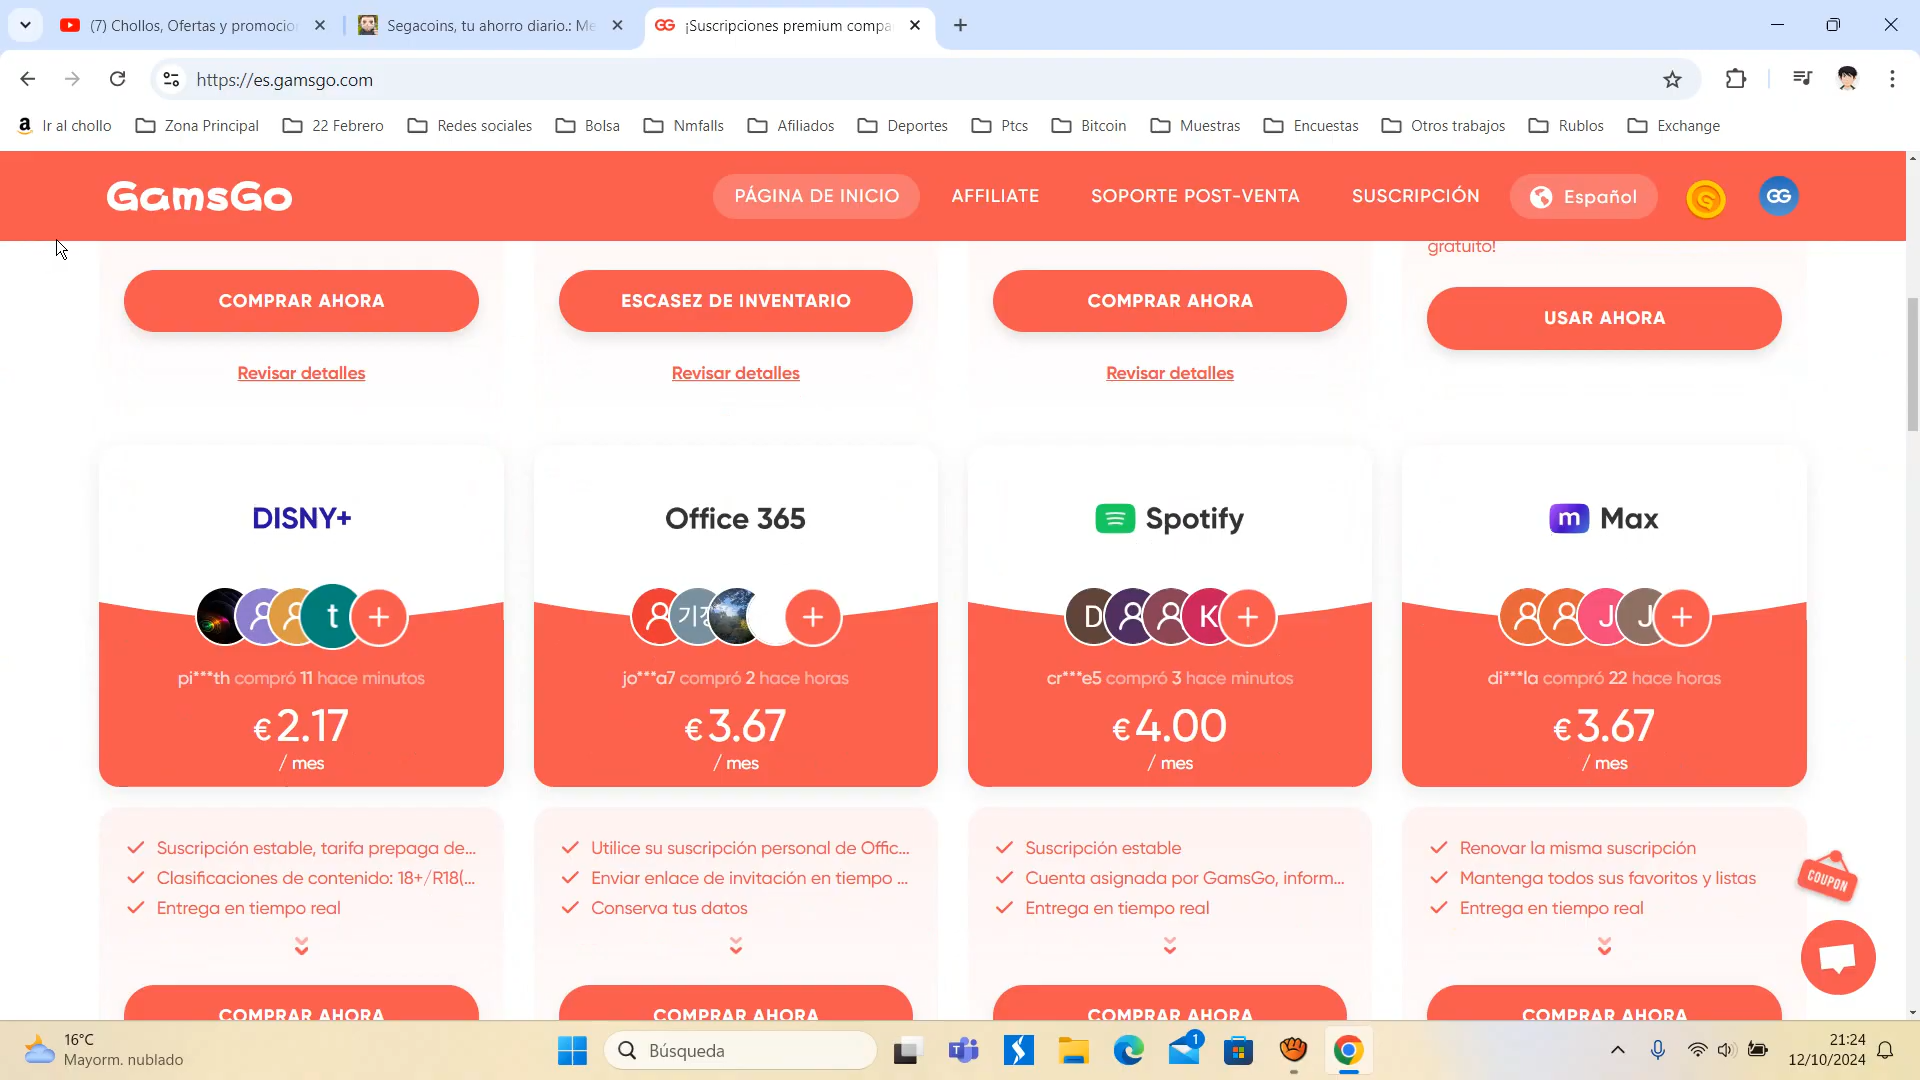 (7) Chollos, Ofertas y promocio
Segacoins, tu ahorro diario.: Me
¡Suscripciones premium compa
https://es.gamsgo.com
Ir al chollo
Zona Principal
22 Febrero
Redes sociales
Bolsa
Nmfalls
Afiliados
Deportes
Ptcs
Bitcoin
Muestras
Encuestas
Otros trabajos
Rublos
Exchange
GamsGo
PÁGINA DE INICIO
AFFILIATE
SOPORTE POST-VENTA
SUSCRIPCIÓN
Español
GG
gratuito!
COMPRAR AHORA
ESCASEZ DE INVENTARIO
COMPRAR AHORA
USAR AHORA
Revisar detalles
Revisar detalles
Revisar detalles
DISNY+
t
pi***th compró 11 hace minutos
€2.17
/ mes
Office 365
기정
jo***a7 compró 2 hace horas
€3.67
/ mes
Spotify
D
K
cr***e5 compró 3 hace minutos
€4.00
/ mes
m Max
J
J
di***la compró 22 hace horas
€3.67
/ mes
Suscripción estable, tarifa prepaga de...
Clasificaciones de contenido: 18+/R18(...
Entrega en tiempo real
Utilice su suscripción personal de Offic...
Enviar enlace de invitación en tiempo ...
Conserva tus datos
Suscripción estable
Cuenta asignada por GamsGo, inform...
Entrega en tiempo real
Renovar la misma suscripción
Mantenga todos sus favoritos y listas
Entrega en tiempo real
COUPON
COMPRAR AHORA
COMPRAR AHORA
COMPRAR AHORA
COMPRAR AHORA
16°C
Mayorm. nublado
Búsqueda
1
21:24
12/10/2024